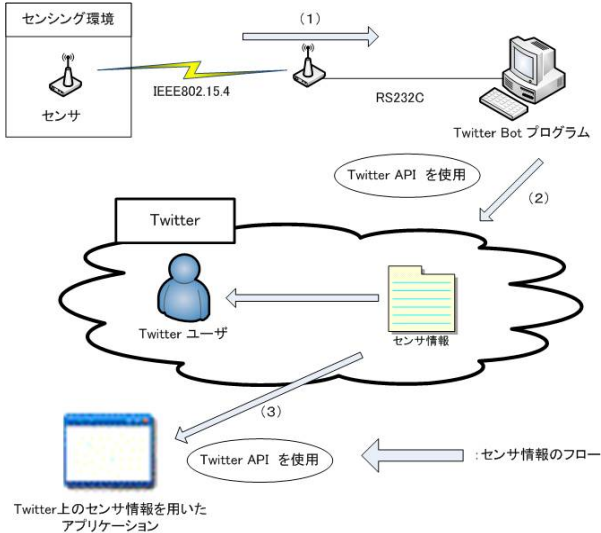 センシング環境
(1)
センサ
IEEE802.15.4
RS232C
Twitter Bot プログラム
Twitter API を使用
(2)
Twitter
Twitter ユーザ
センサ情報
(3)
Twitter API を使用
:センサ情報のフロー
Twitter上のセンサ情報を用いた
アプリケーション